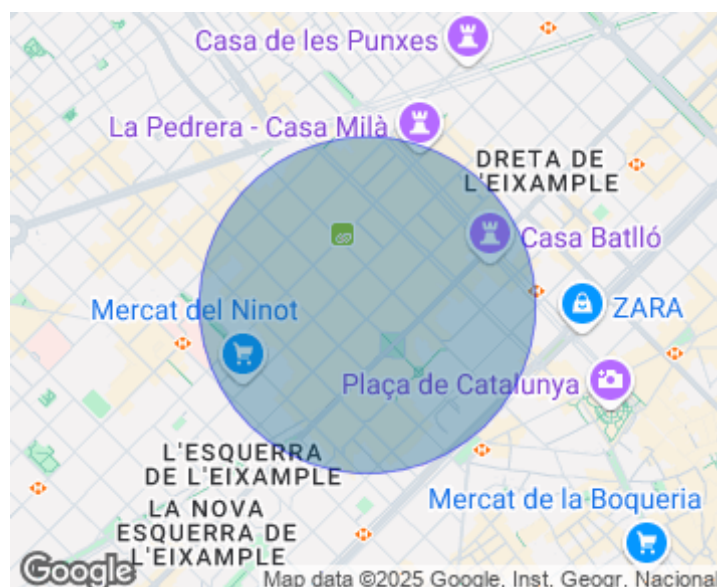 Casa de les Punxes
La Pedrera - Casa Milà
DRETA DE
L'EIXAMPLE
Casa Batlló
Mercat del Ninot
ZARA
Plaça de Catalunya
L'ESQUERRA
DE L'EIXAMPLE
LA NOVA
ESQUERRA DE
L'EIXAMPLE
Mercat de la Boqueria
Google
Map data ©2025 Google, Inst. Geogr. Nacional